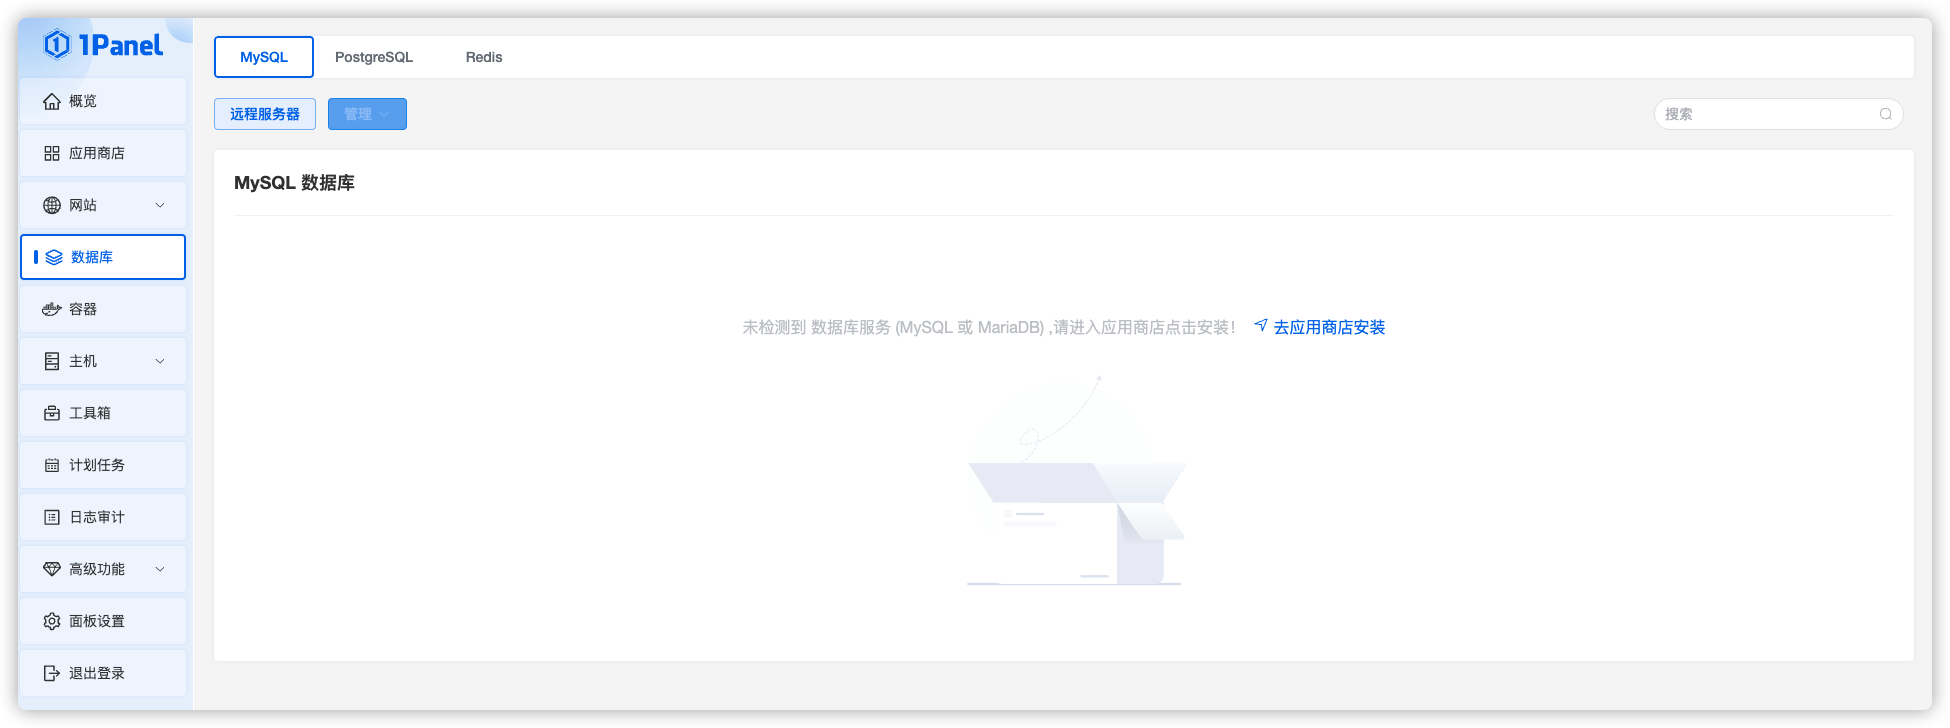 1Panel
概览
应用商店
网站
数据库
容器
主机
工具箱
计划任务
日志审计
高级功能
面板设置
退出登录
MySQL
PostgreSQL
Redis
远程服务器
管理
搜索
MySQL 数据库
未检测到 数据库服务 (MySQL 或 MariaDB) ,请进入应用商店点击安装! 去应用商店安装